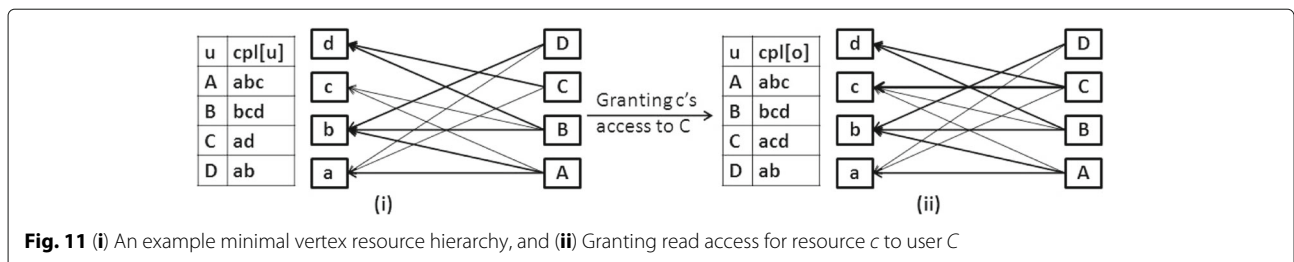 u cpl[u]
A abc
B bcd
C ad
D ab
d
c
b
a
D
C
B
A
(i)
Granting c's
access to C
u cpl[o]
A abc
B bcd
C acd
D ab
d
c
b
a
D
C
B
A
(ii)
Fig. 11 (i) An example minimal vertex resource hierarchy, and (ii) Granting read access for resource c to user C